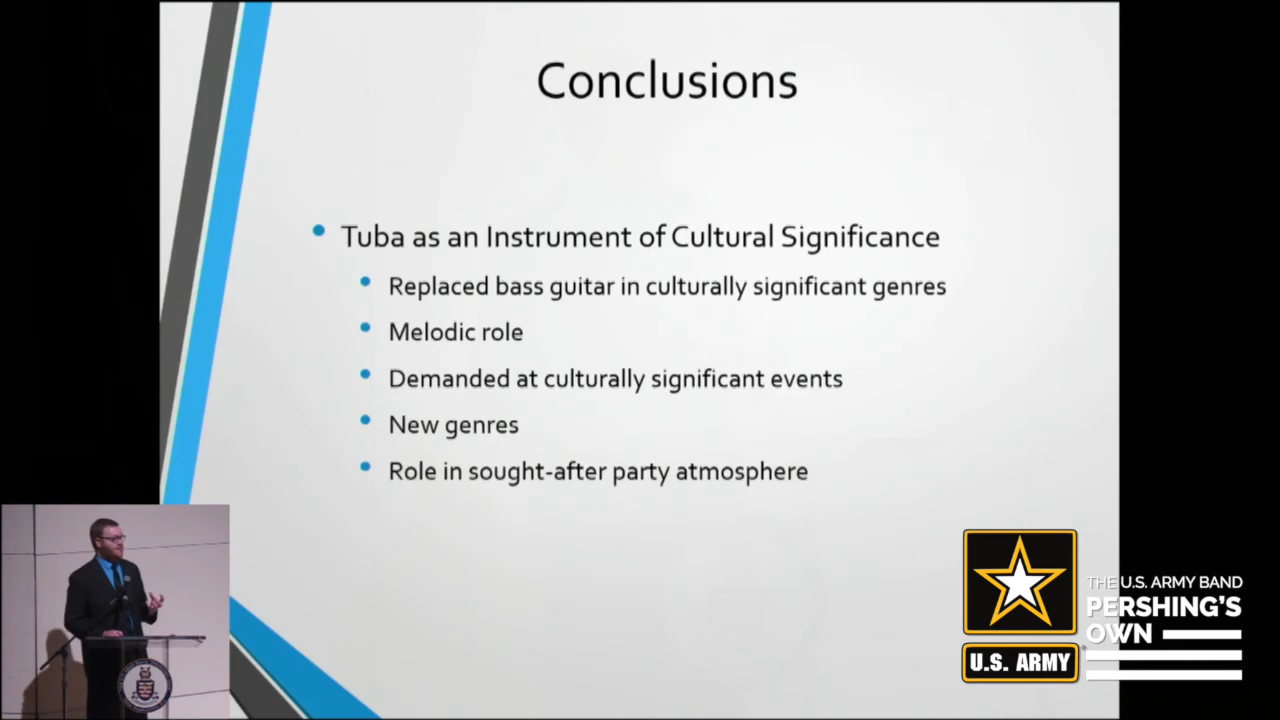 Conclusions
Tuba as an Instrument of Cultural Significance
Replaced bass guitar in culturally significant genres
Melodic role
Demanded at culturally significant events
New genres
Role in sought-after party atmosphere
U.S. ARMY
THE U.S. ARMY BAND
PERSHING'S
OWN